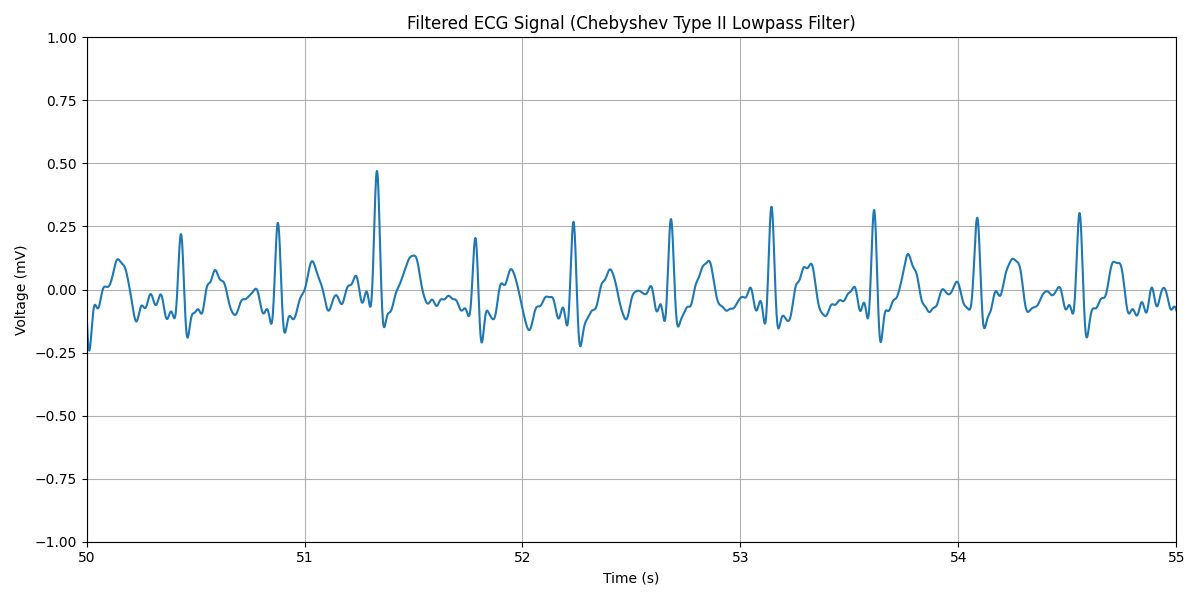 Filtered ECG Signal (Chebyshev Type II Lowpass Filter)
1.00
0.75
0.50
0.25
0.00
−0.25
−0.50
−0.75
−1.00
Voltage (mV)
50 51 52 53 54 55
Time (s)